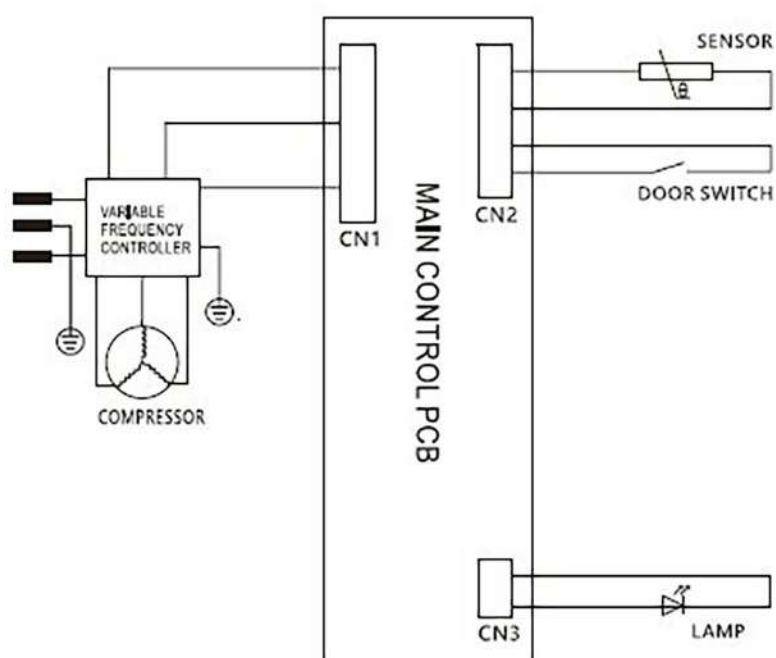 SENSOR
θ
DOOR SWITCH
CN2
VARIABLE
FREQUENCY
CONTROLLER
CN1
MAIN CONTROL PCB
COMPRESSOR
CN3
LAMP